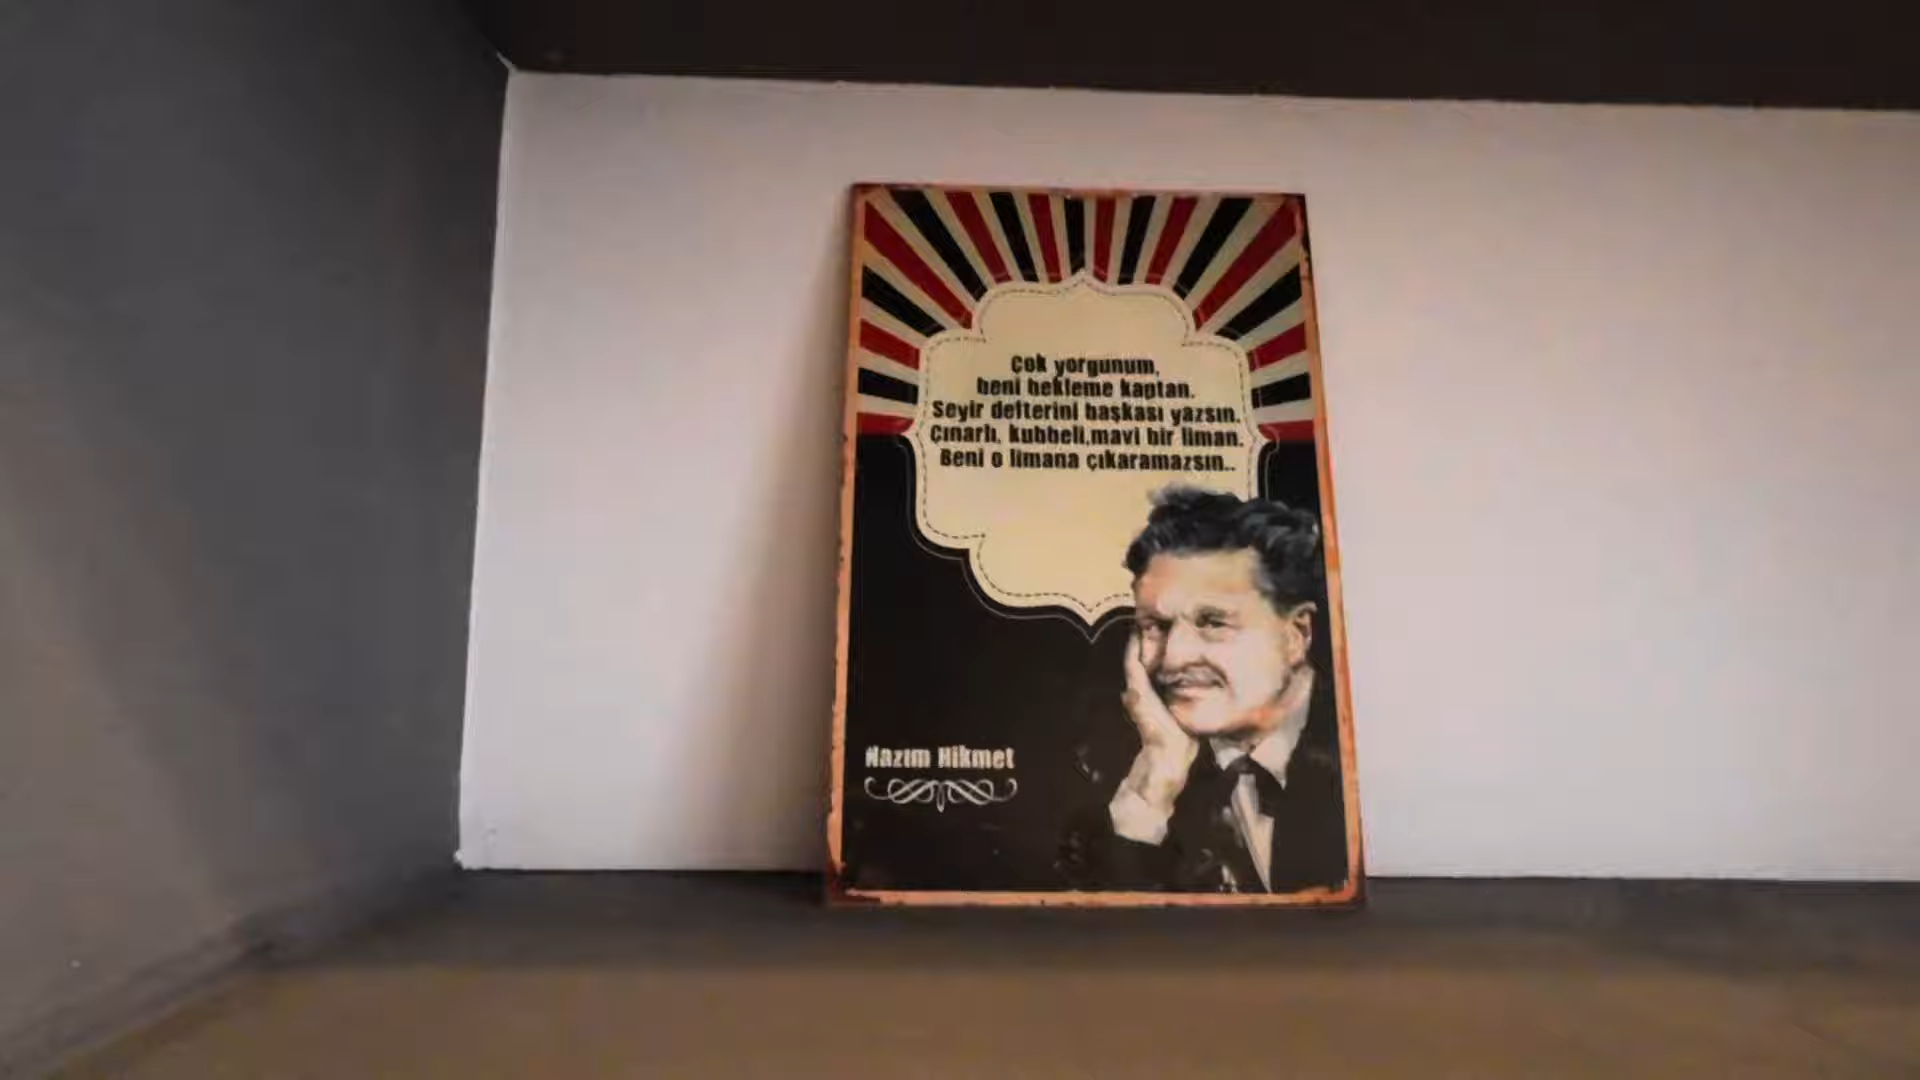 Çok yorgunum,
beni bekleme kaptan.
Seyir defterini başkası yazsın.
Çınarlı, kubbeli,mavi bir liman.
Beni o limana çıkaramazsın..
Nazım Hikmet